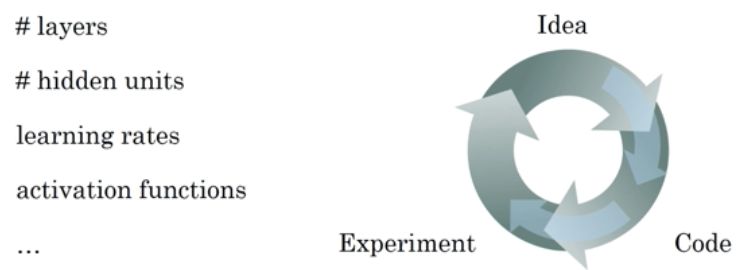 # layers
# hidden units
learning rates
activation functions
...
Idea
Experiment
Code